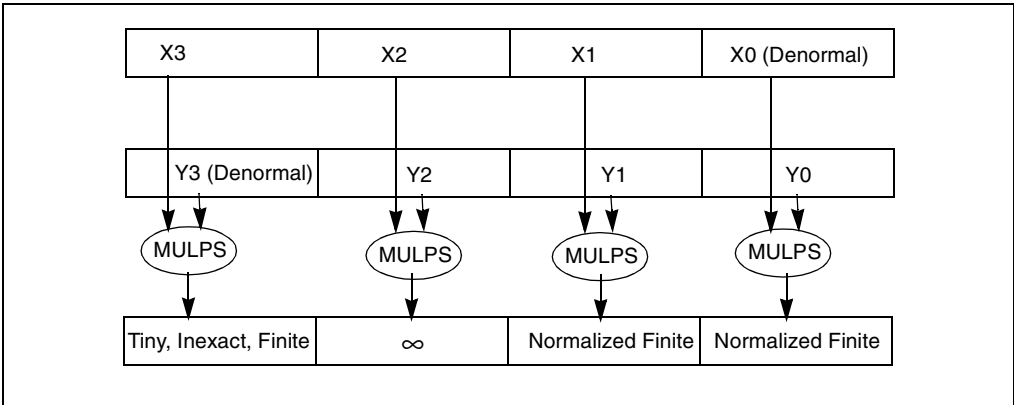 X3 X2 X1 X0 (Denormal)
Y3 (Denormal) Y2 Y1 Y0
MULPS MULPS MULPS MULPS
Tiny, Inexact, Finite ∞ Normalized Finite Normalized Finite